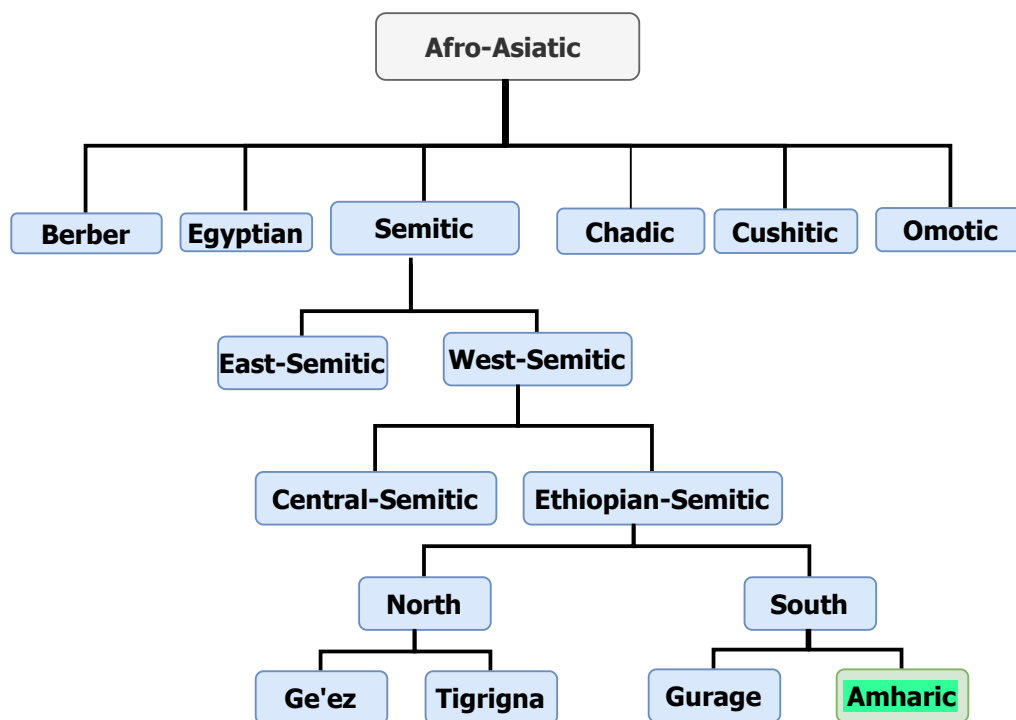 Afro-Asiatic
Berber
Egyptian
Semitic
Chadic
Cushitic
Omotic
East-Semitic
West-Semitic
Central-Semitic
Ethiopian-Semitic
North
South
Ge'ez
Tigrigna
Gurage
Amharic